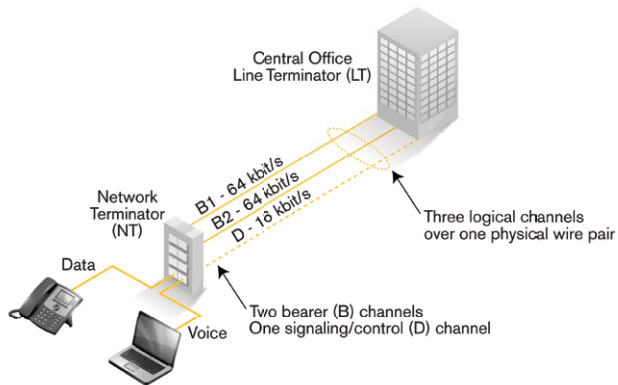 Central Office
Line Terminator (LT)
B1 - 64 kbit/s
B2 - 64 kbit/s
D - 16 kbit/s
Network
Terminator
(NT)
Three logical channels
over one physical wire pair
Data
Two bearer (B) channels
One signaling/control (D) channel
Voice